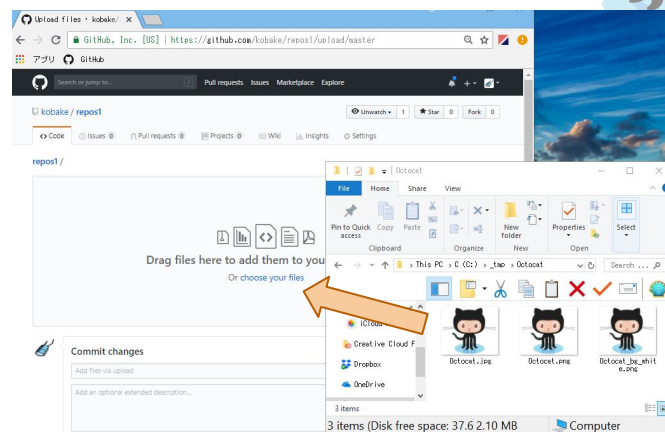 Upload files · kobake/
GitHub, Inc. [US] | https://github.com/kobake/repos1/upload/master
アプリ GitHub
Search or jump to... / Pull requests Issues Marketplace Explore
kobake / repos1
Unwatch 1 Star 0 Fork 0
Code Issues 0 Pull requests 0 Projects 0 Wiki Insights Settings
repos1 /
Drag files here to add them to you
Or choose your files
Commit changes
Add files via upload
Add an optional extended description...
Octocat
File Home Share View
Pin to Quick access
Copy
Paste
New folder
Properties
Select
Clipboard Organize New Open
This PC > C (C:) > _tmp > Octocat
Search ...
iCloud
Creative Cloud F
Dropbox
OneDrive
Octocat.jpg
Octocat.png
Octocat_bg_whit
e.png
3 items
3 items (Disk free space: 37.6 2.10 MB
Computer